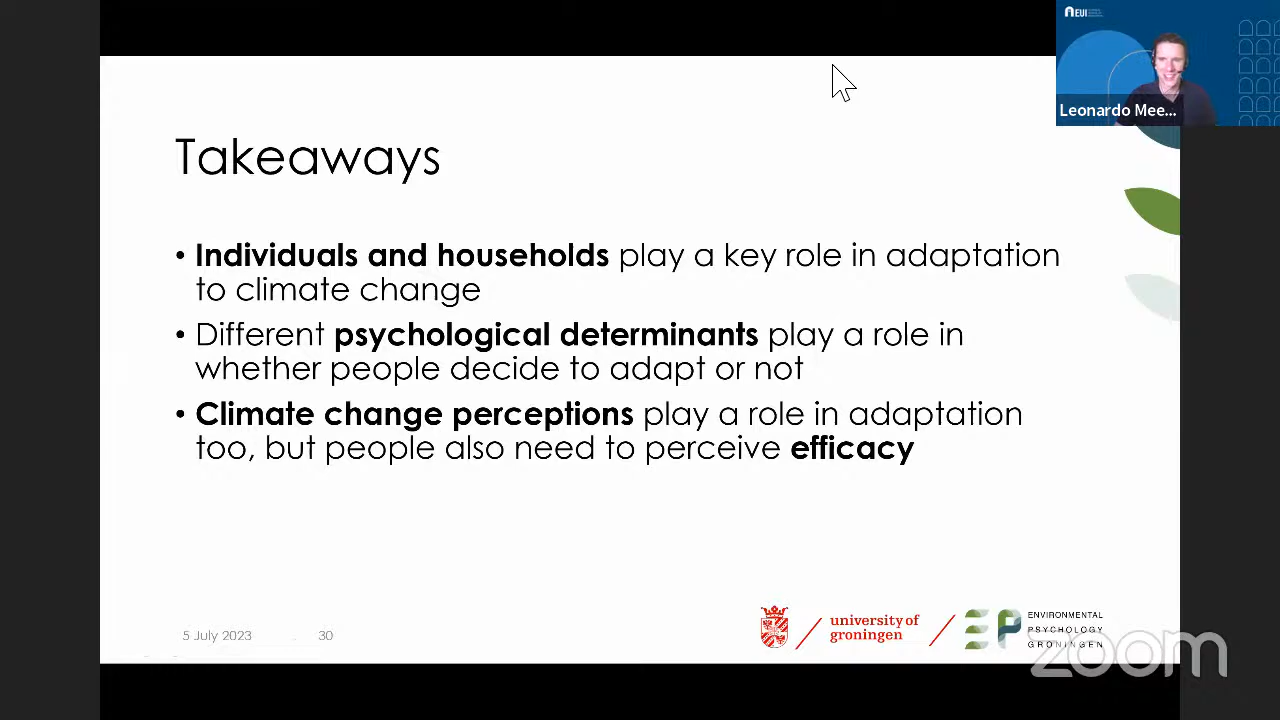 EUI
Leonardo Mee...
Takeaways
• Individuals and households play a key role in adaptation
to climate change
• Different psychological determinants play a role in
whether people decide to adapt or not
• Climate change perceptions play a role in adaptation
too, but people also need to perceive efficacy
5 July 2023 . 30
university of
groningen
EP
ENVIRONMENTAL
PSYCHOLOGY
GRONINGEN
zoom